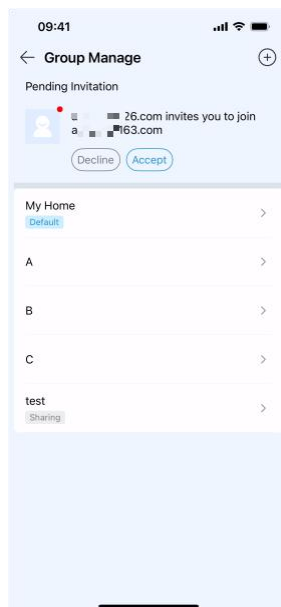 09:41
Group Manage
Pending Invitation
26.com invites you to join
163.com
Decline
Accept
My Home
Default
A
B
C
test
Sharing